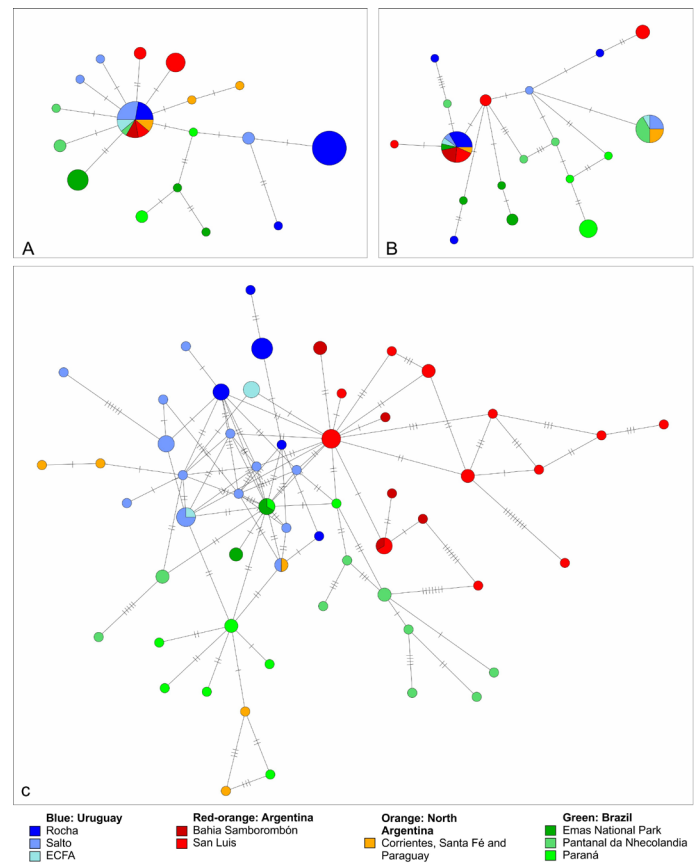 A
B
c
Blue: Uruguay
Rocha
Salto
ECFA
Red-orange: Argentina
Bahia Samborombón
San Luis
Orange: North
Argentina
Corrientes, Santa Fé and
Paraguay
Green: Brazil
Emas National Park
Pantanal da Nhecolandia
Paraná